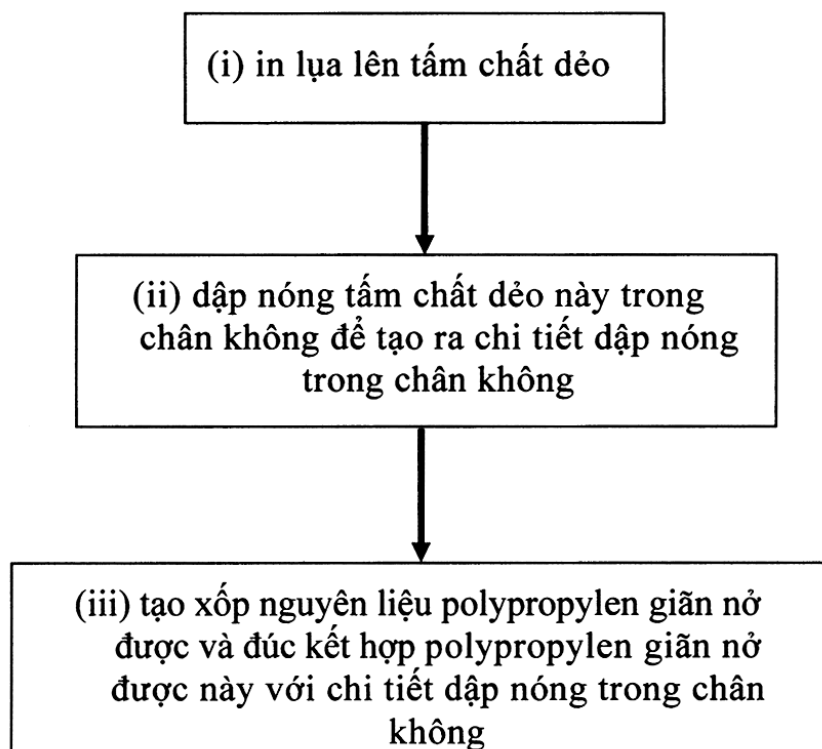 (i) in lụa lên tấm chất dẻo
(ii) dập nóng tấm chất dẻo này trong
chân không để tạo ra chi tiết dập nóng
trong chân không
(iii) tạo xốp nguyên liệu polypropylen giãn nở
được và đúc kết hợp polypropylen giãn nở
được này với chi tiết dập nóng trong chân
không